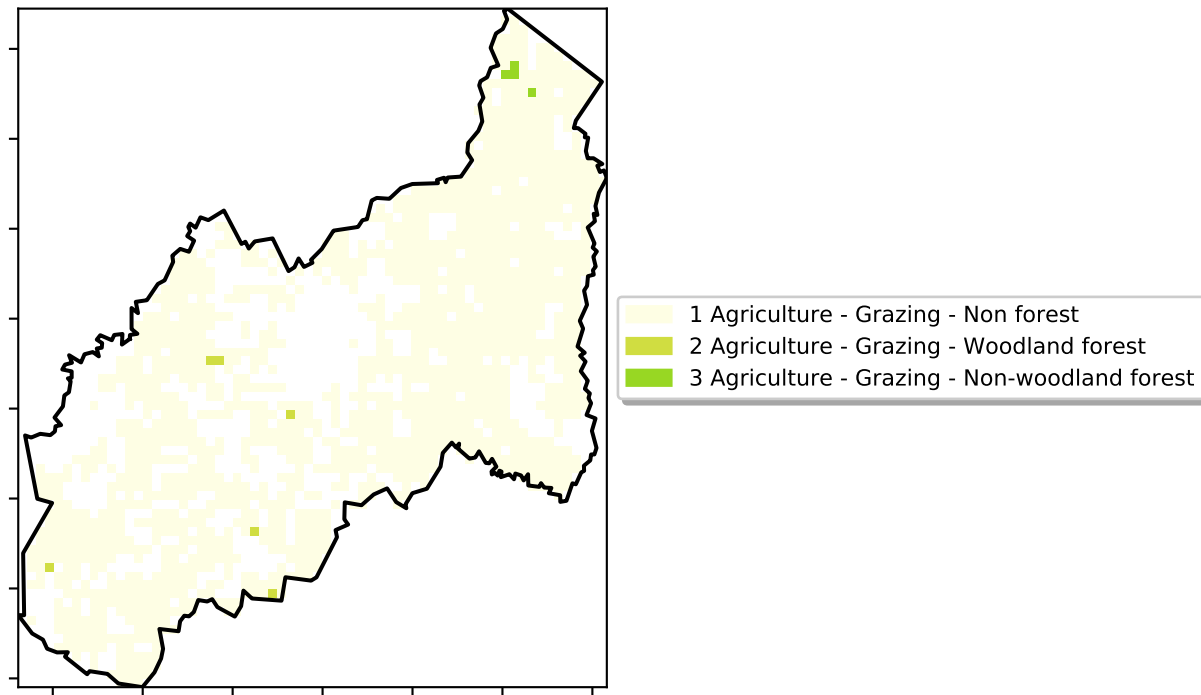 1 Agriculture - Grazing - Non forest
2 Agriculture - Grazing - Woodland forest
3 Agriculture - Grazing - Non-woodland forest